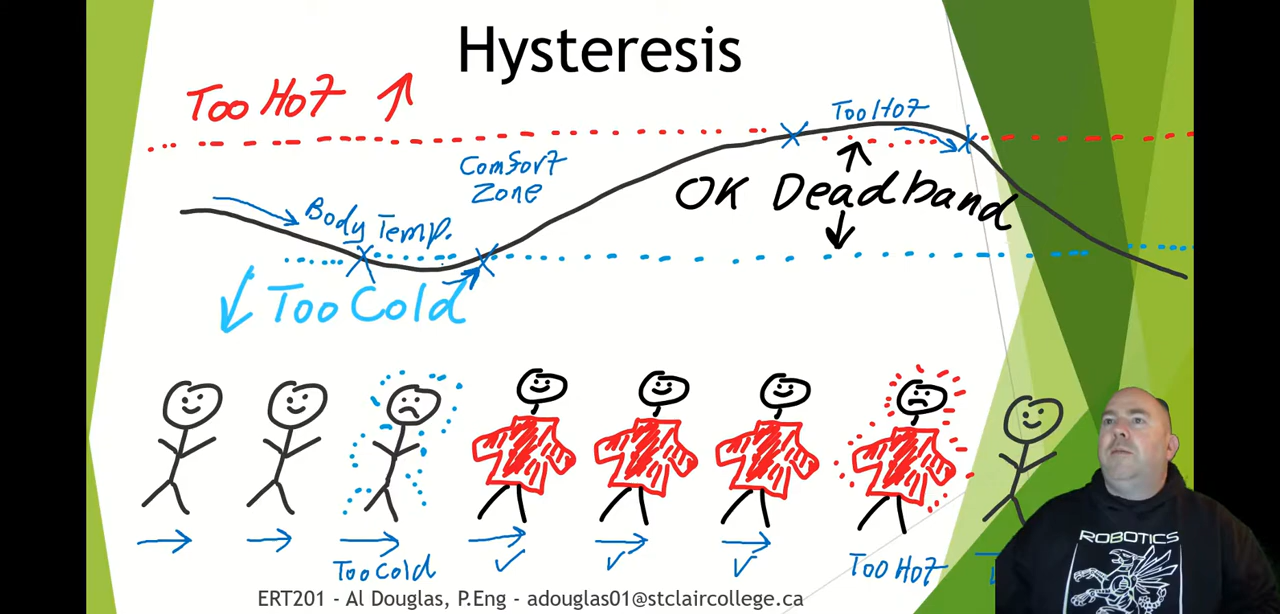 Hysteresis
Too Hot
Too Hot
Comfort
Zone
OK Deadband
Body Temp.
Too Cold
Too Cold
Too Hot
ROBOTICS
ERT201 - Al Douglas, P.Eng - adouglas01@stclaircollege.ca